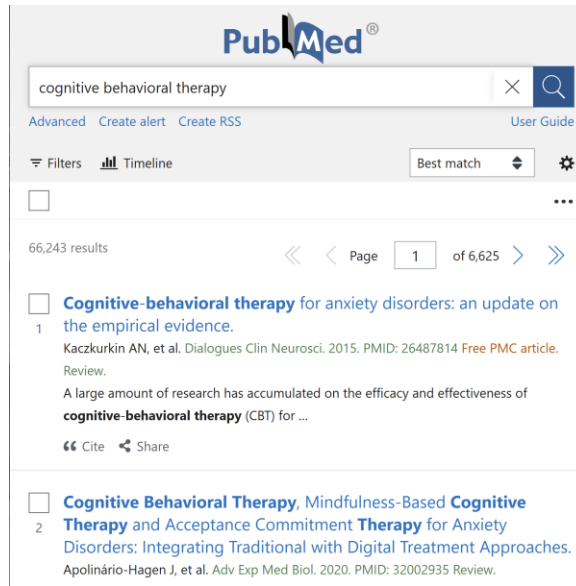 PubMed®
cognitive behavioral therapy
Advanced Create alert Create RSS User Guide
Filters Timeline Best match
66,243 results Page 1 of 6,625
Cognitive-behavioral therapy for anxiety disorders: an update on
1 the empirical evidence.
Kaczkurkin AN, et al. Dialogues Clin Neurosci. 2015. PMID: 26487814 Free PMC article.
Review.
A large amount of research has accumulated on the efficacy and effectiveness of
cognitive-behavioral therapy (CBT) for ...
Cite Share
Cognitive Behavioral Therapy, Mindfulness-Based Cognitive
2 Therapy and Acceptance Commitment Therapy for Anxiety
Disorders: Integrating Traditional with Digital Treatment Approaches.
Apolinário-Hagen J, et al. Adv Exp Med Biol. 2020. PMID: 32002935 Review.